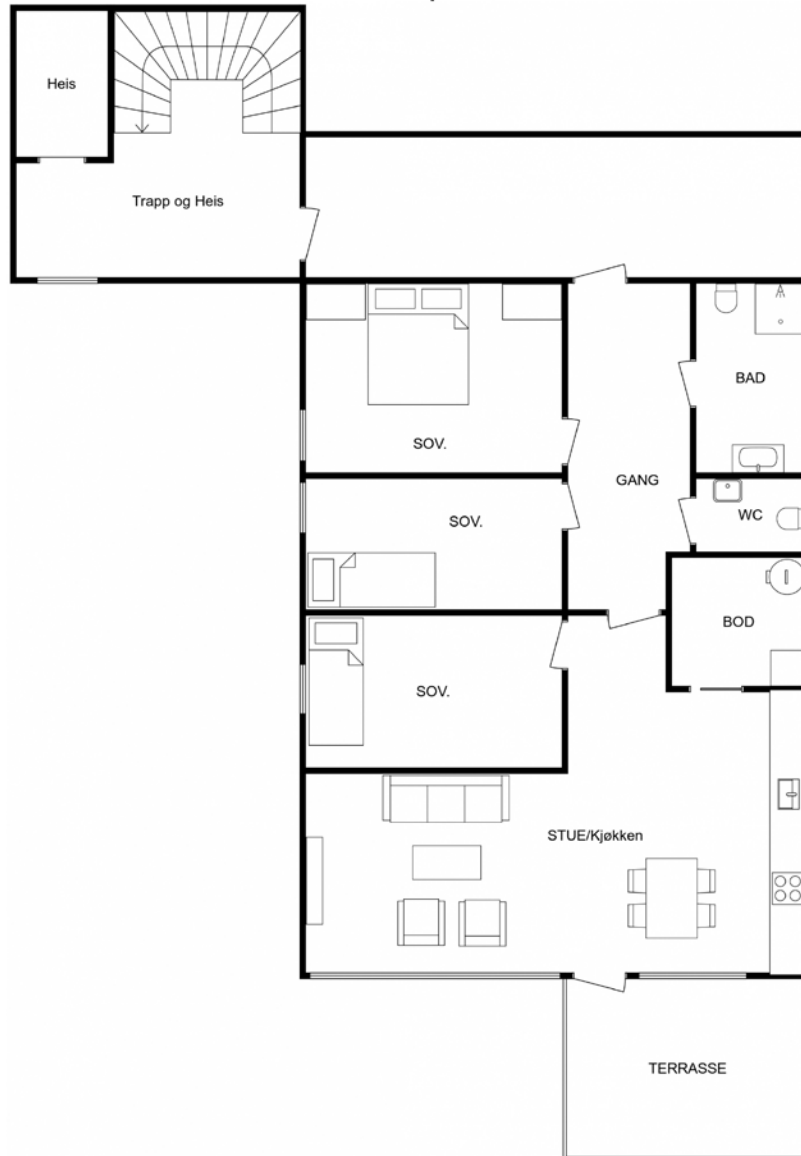 Heis
Trapp og Heis
BAD
SOV.
GANG
WC
SOV.
BOD
SOV.
STUE/Kjøkken
TERRASSE